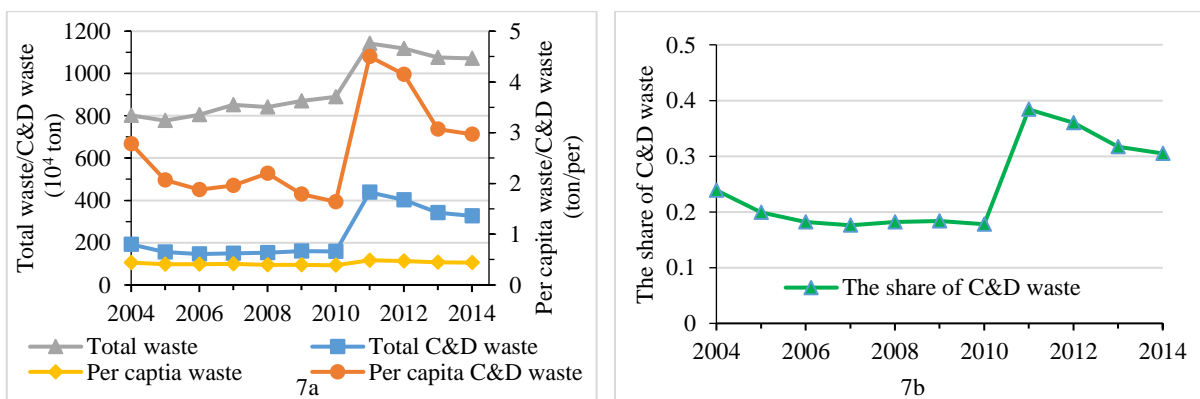 Total waste/C&D waste
(10⁴ ton)
1200
1000
800
600
400
200
0
5
4
3
2
1
0
Per capita waste/C&D waste
(ton/per)
2004 2006 2008 2010 2012 2014
Total waste
Total C&D waste
Per captia waste
Per capita C&D waste
7a
The share of C&D waste
0.5
0.4
0.3
0.2
0.1
0
The share of C&D waste
2004 2006 2008 2010 2012 2014
7b